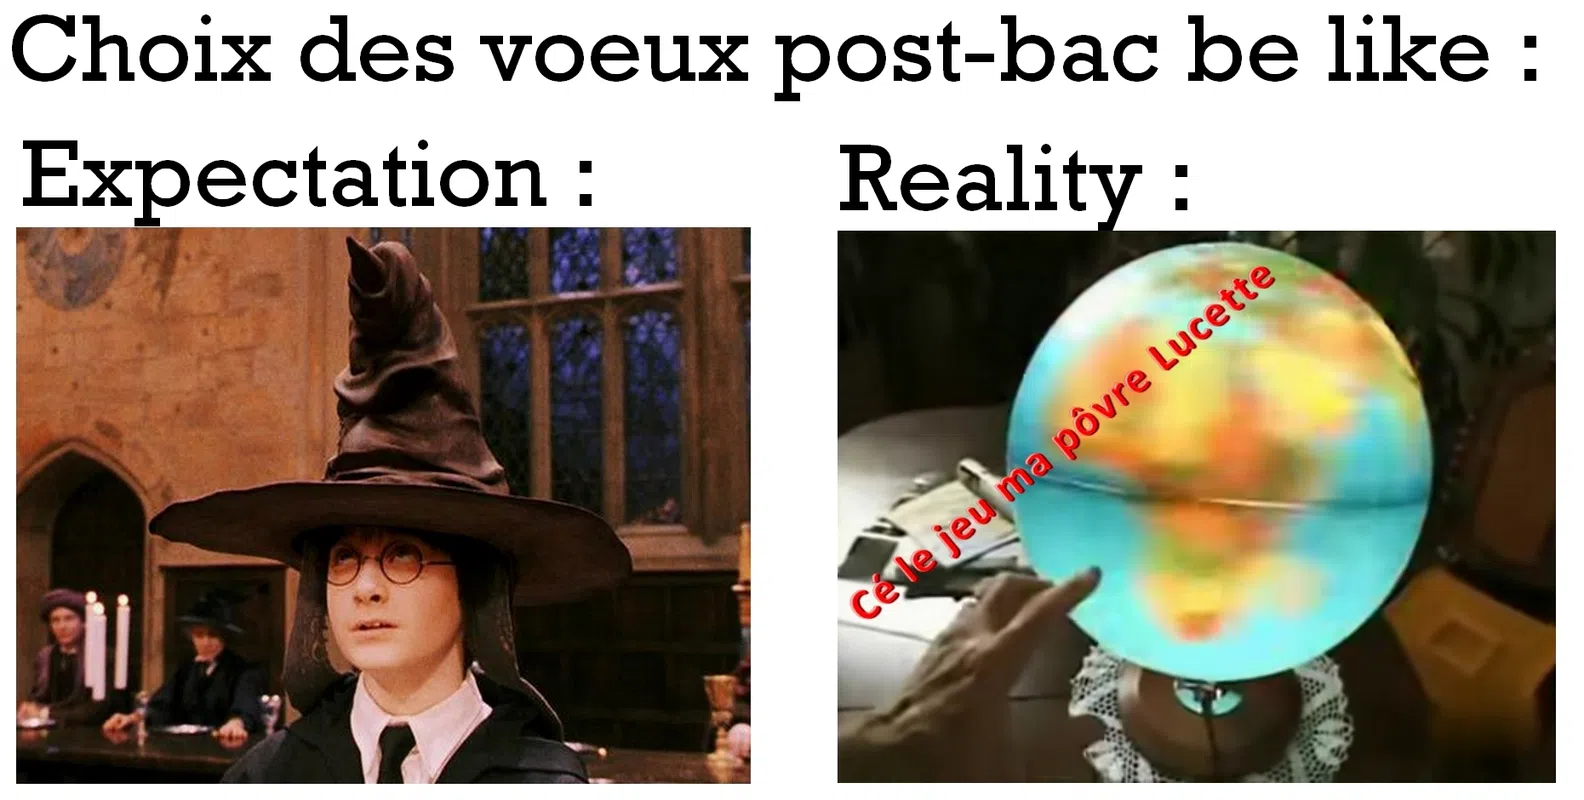 Choix des voeux post-bac be like :
Expectation :
Reality :
Cé le jeu ma pôvre Lucette